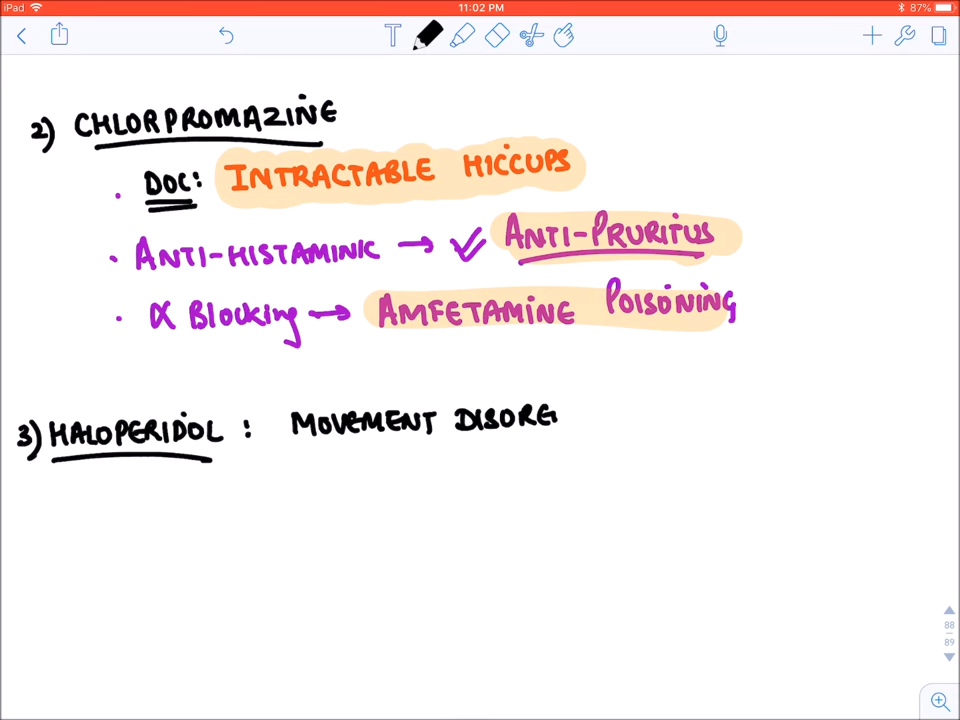 iPad 11:02 PM 87%
T
2) CHLORPROMAZINE
• DOC: INTRACTABLE HICCUPS
• ANTI-HISTAMINIC → ✓ ANTI-PRURITUS
• α Blocking → AMFETAMINE POISONING
3) HALOPERIDOL : MOVEMENT DISORE
88
89